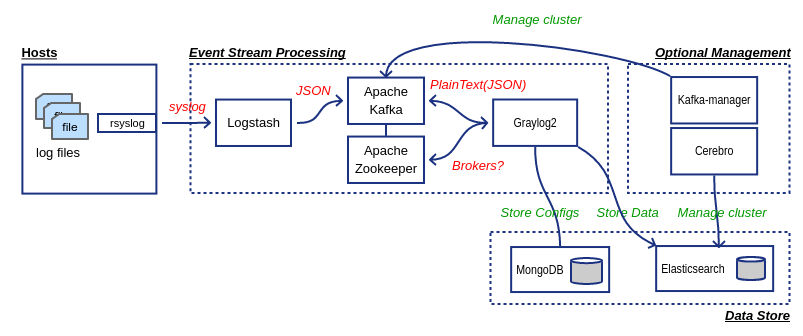 Manage cluster
Hosts
Event Stream Processing
Optional Management
file
rsyslog
log files
syslog
Logstash
JSON
Apache
Kafka
Apache
Zookeeper
PlainText(JSON)
Brokers?
Graylog2
Kafka-manager
Cerebro
Store Configs
Store Data
Manage cluster
MongoDB
Elasticsearch
Data Store